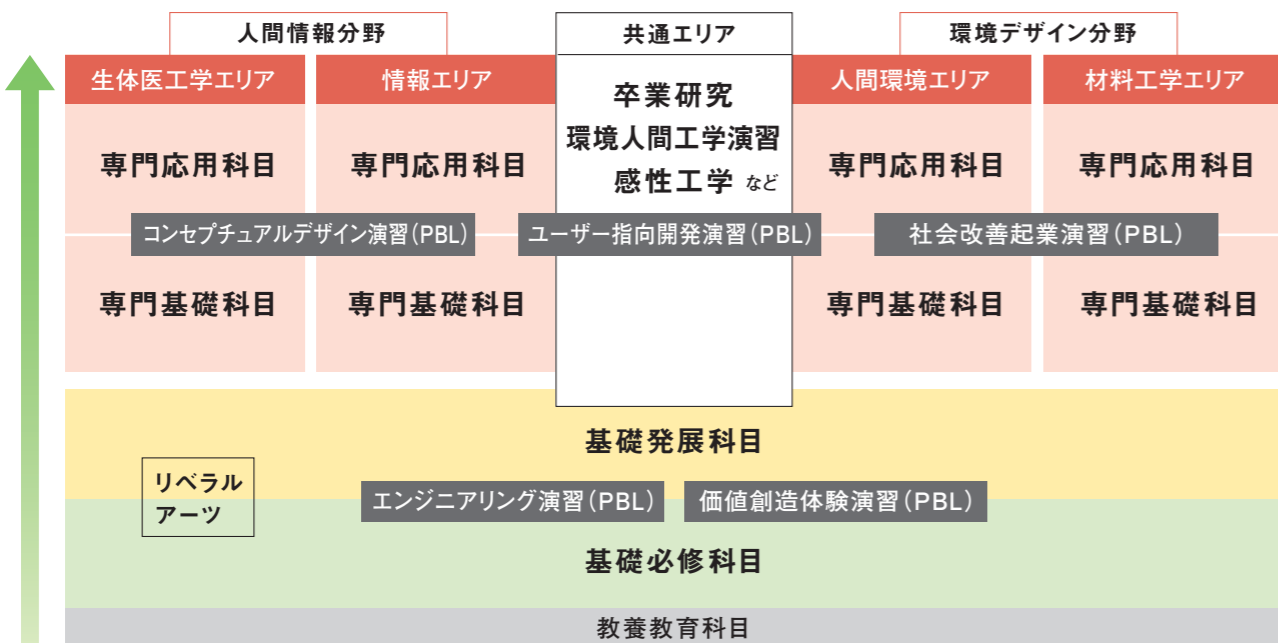 人間情報分野
共通エリア
環境デザイン分野
生体医工学エリア
情報エリア
卒業研究
環境人間工学演習
感性工学 など
人間環境エリア
材料工学エリア
専門応用科目
専門応用科目
専門応用科目
専門応用科目
コンセプチュアルデザイン演習(PBL)
ユーザー指向開発演習(PBL)
社会改善起業演習(PBL)
専門基礎科目
専門基礎科目
専門基礎科目
専門基礎科目
基礎発展科目
リベラル
アーツ
エンジニアリング演習(PBL)
価値創造体験演習(PBL)
基礎必修科目
教養教育科目